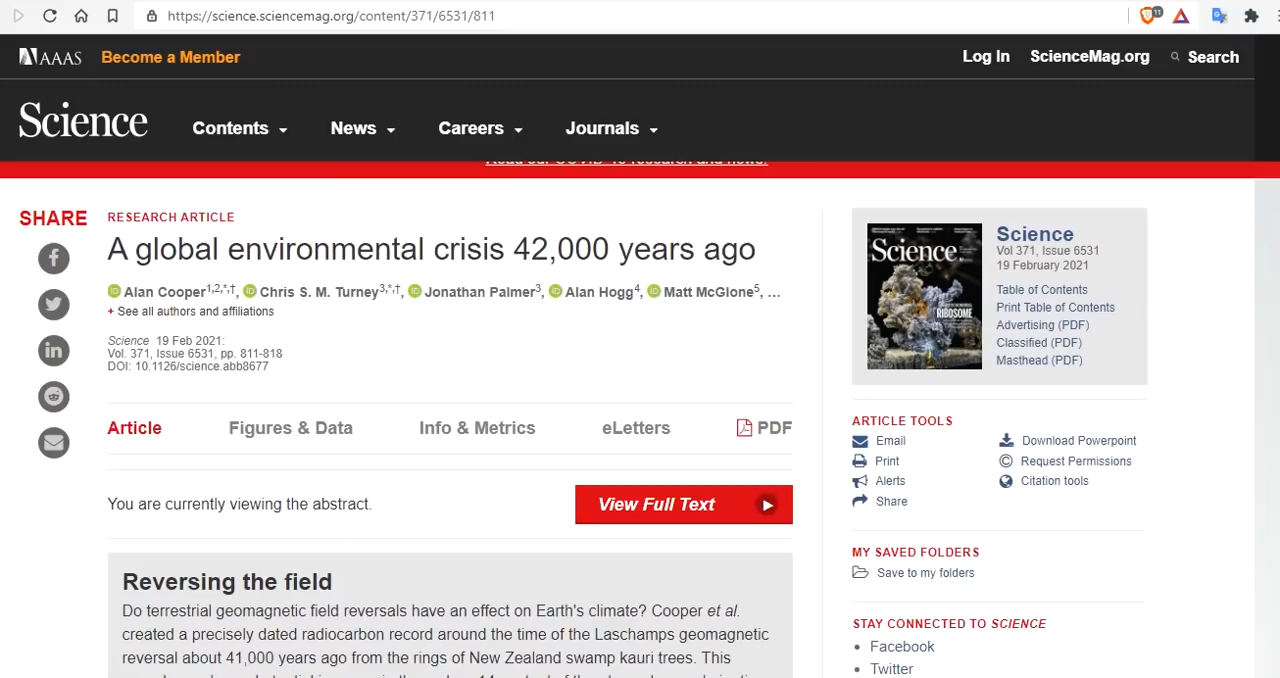 https://science.sciencemag.org/content/371/6531/811
AAAS Become a Member Log In ScienceMag.org Search
Science Contents News Careers Journals
Read our COVID-19 research and news.
SHARE
RESEARCH ARTICLE
A global environmental crisis 42,000 years ago
Alan Cooper1,2,*,†, Chris S. M. Turney3,*,†, Jonathan Palmer3, Alan Hogg4, Matt McGlone5, ...
+ See all authors and affiliations
Science 19 Feb 2021:
Vol. 371, Issue 6531, pp. 811-818
DOI: 10.1126/science.abb8677
Article Figures & Data Info & Metrics eLetters PDF
You are currently viewing the abstract.
View Full Text
Reversing the field
Do terrestrial geomagnetic field reversals have an effect on Earth's climate? Cooper et al.
created a precisely dated radiocarbon record around the time of the Laschamps geomagnetic
reversal about 41,000 years ago from the rings of New Zealand swamp kauri trees. This
Science
RIBOSOME
Science
Vol 371, Issue 6531
19 February 2021
Table of Contents
Print Table of Contents
Advertising (PDF)
Classified (PDF)
Masthead (PDF)
ARTICLE TOOLS
Email Download Powerpoint
Print Request Permissions
Alerts Citation tools
Share
MY SAVED FOLDERS
Save to my folders
STAY CONNECTED TO SCIENCE
• Facebook
• Twitter